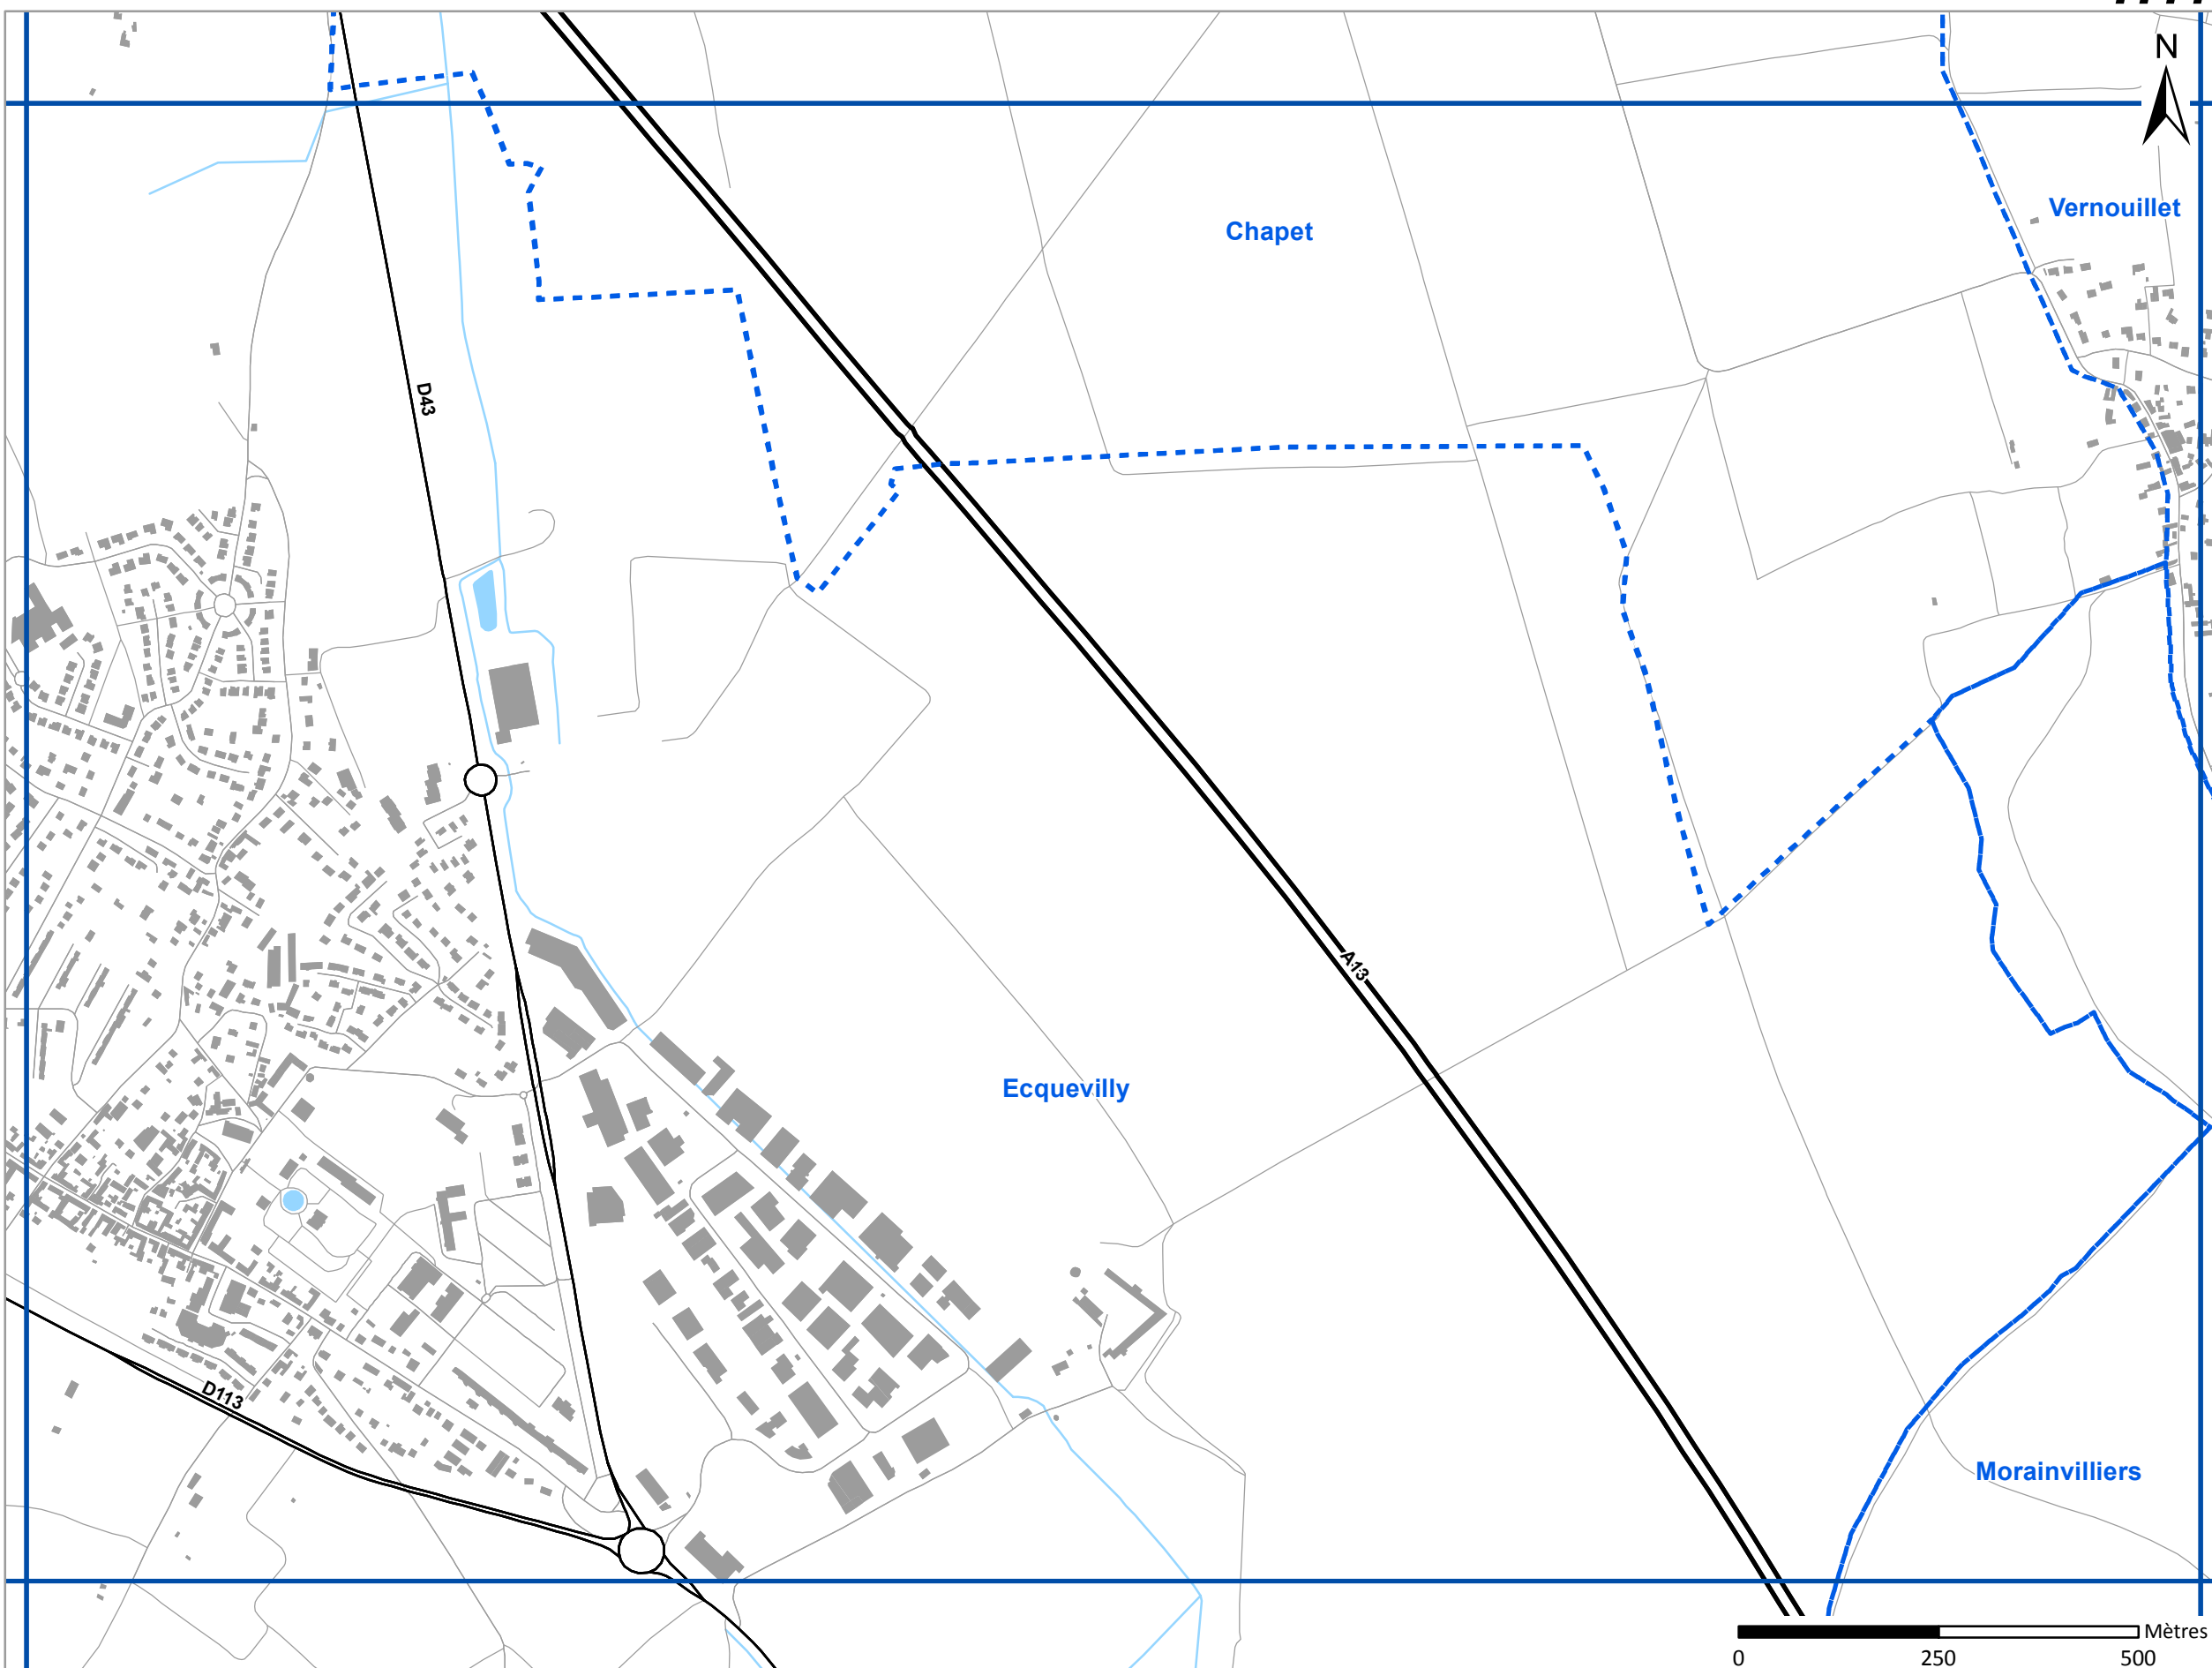 N
Vernouillet
Chapet
D43
A13
Ecquevilly
D113
Morainvilliers
Mètres
0 250 500